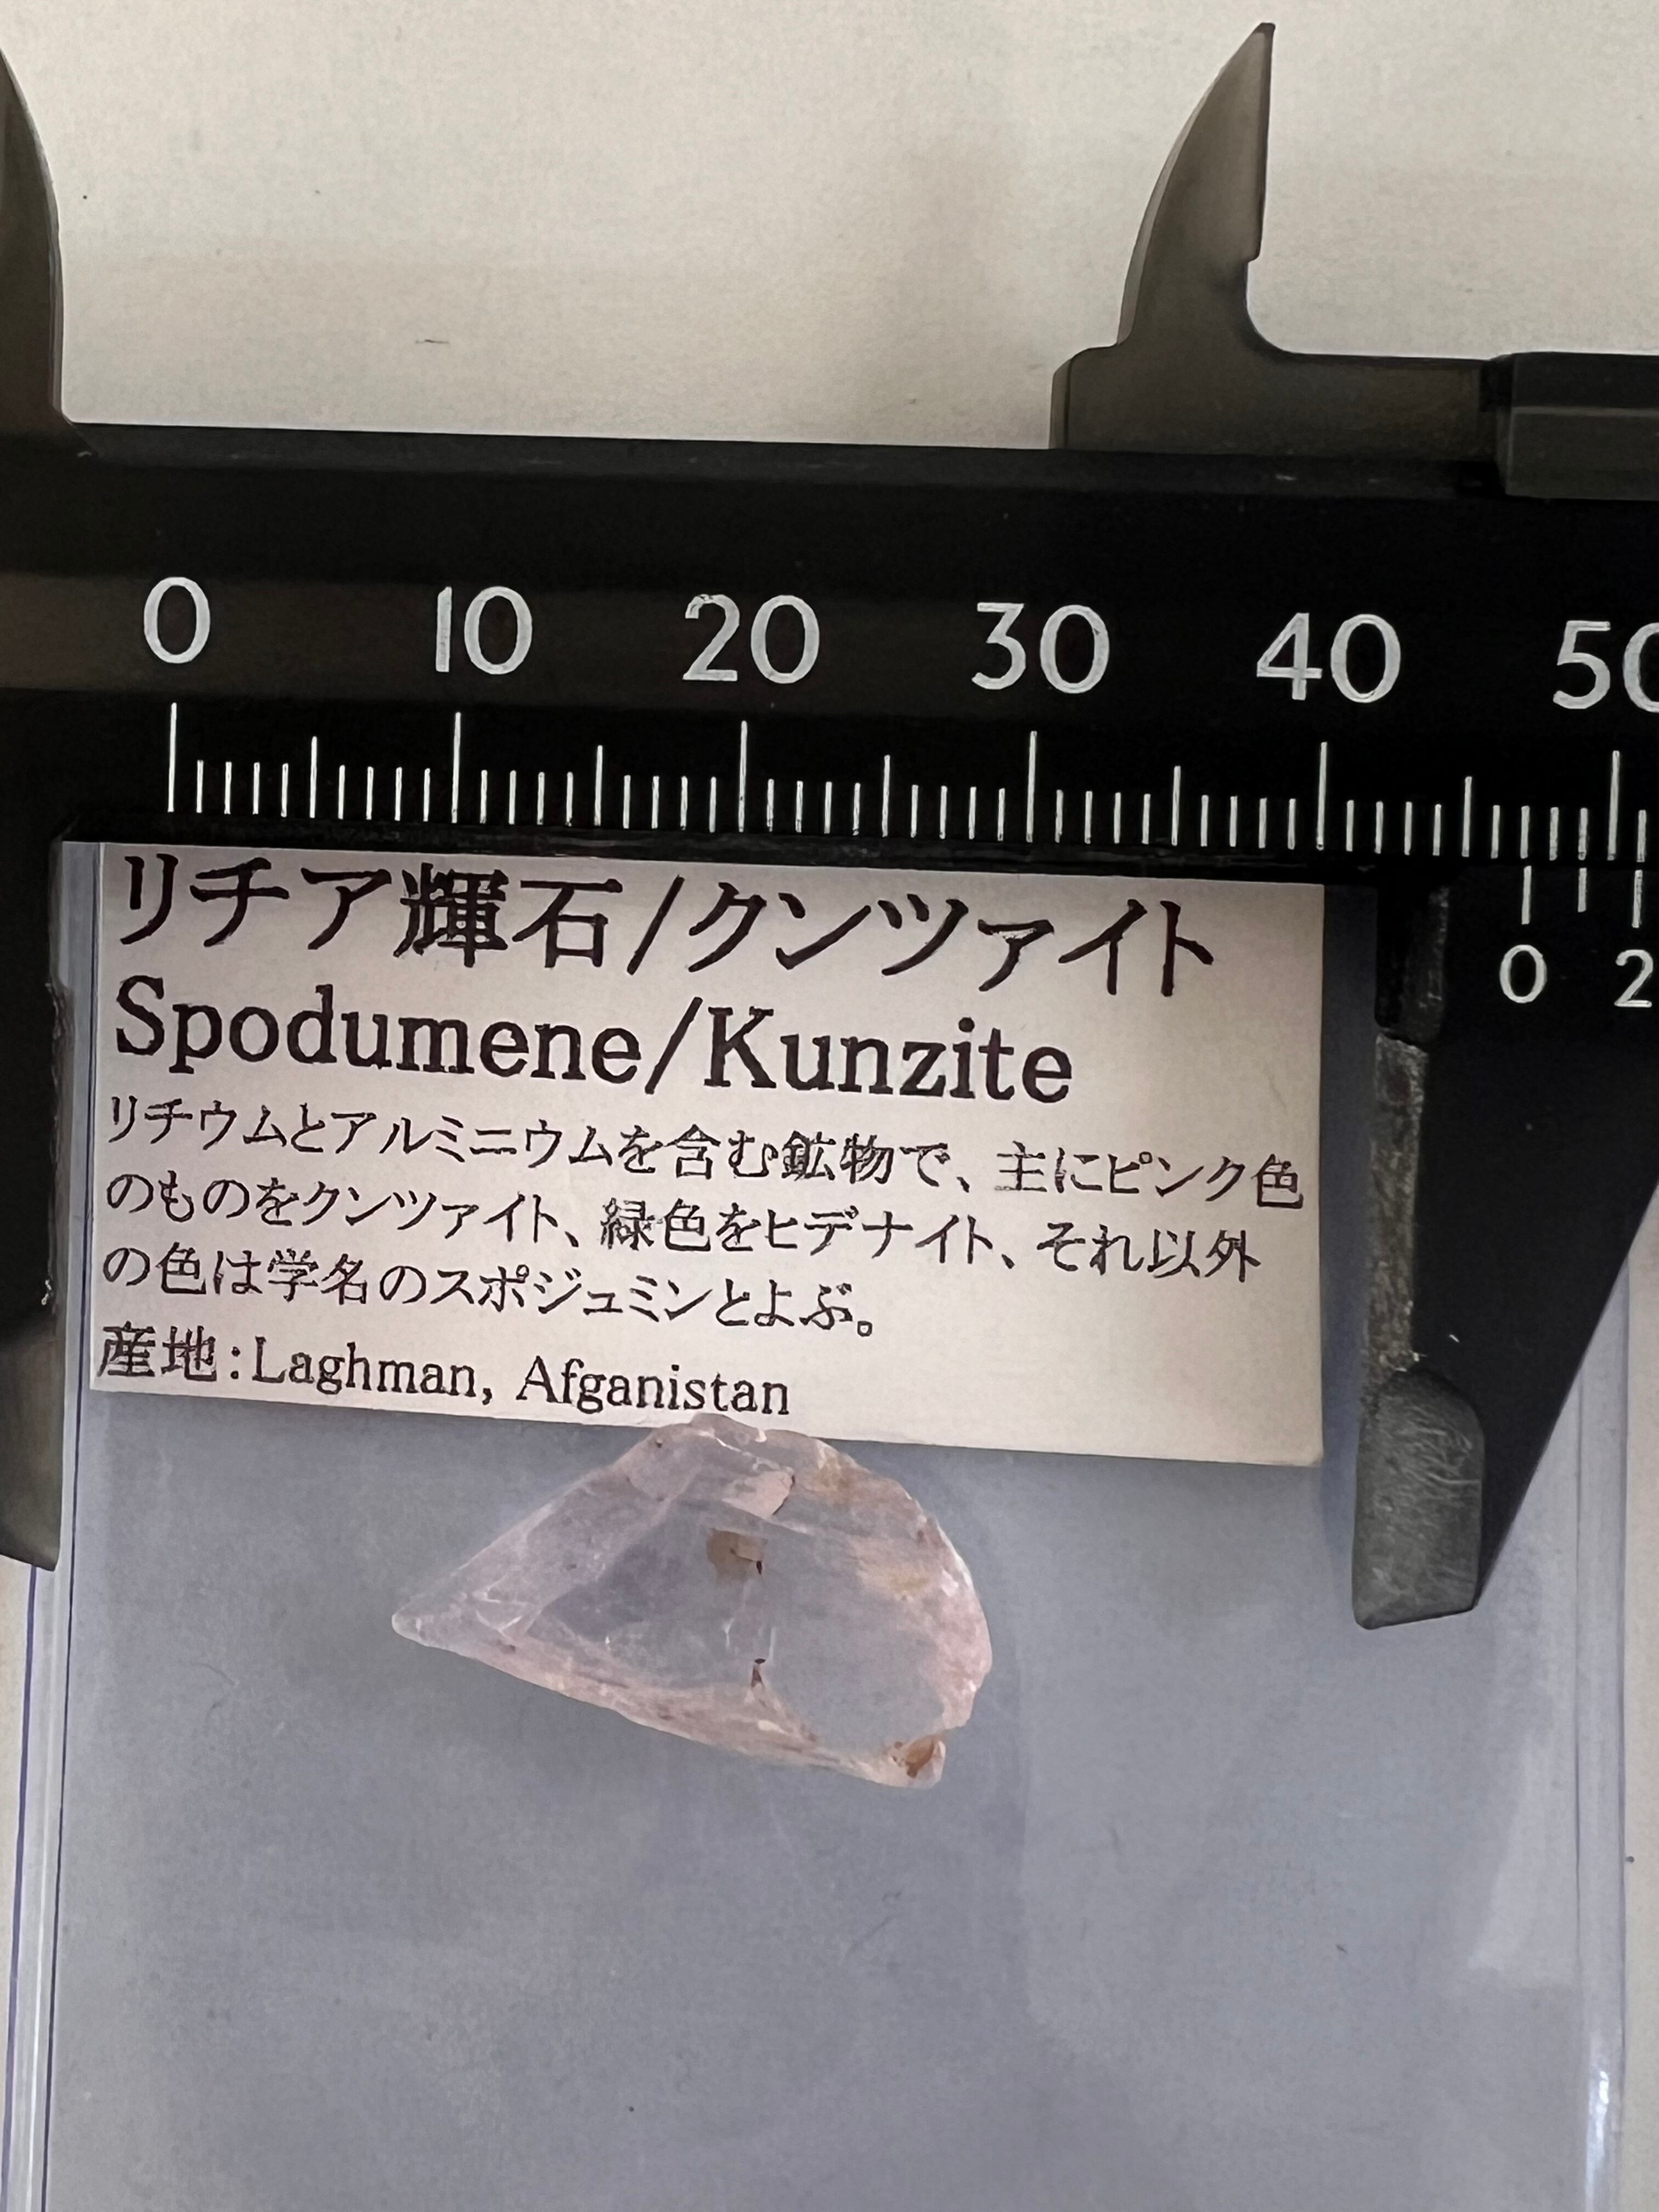 0 10 20 30 40 50
0 2
リチア輝石/クンツァイト
Spodumene/Kunzite
リチウムとアルミニウムを含む鉱物で、主にピンク色
のものをクンツァイト、緑色をヒデナイト、それ以外
の色は学名のスポジュミンとよぶ。
産地:Laghman, Afganistan